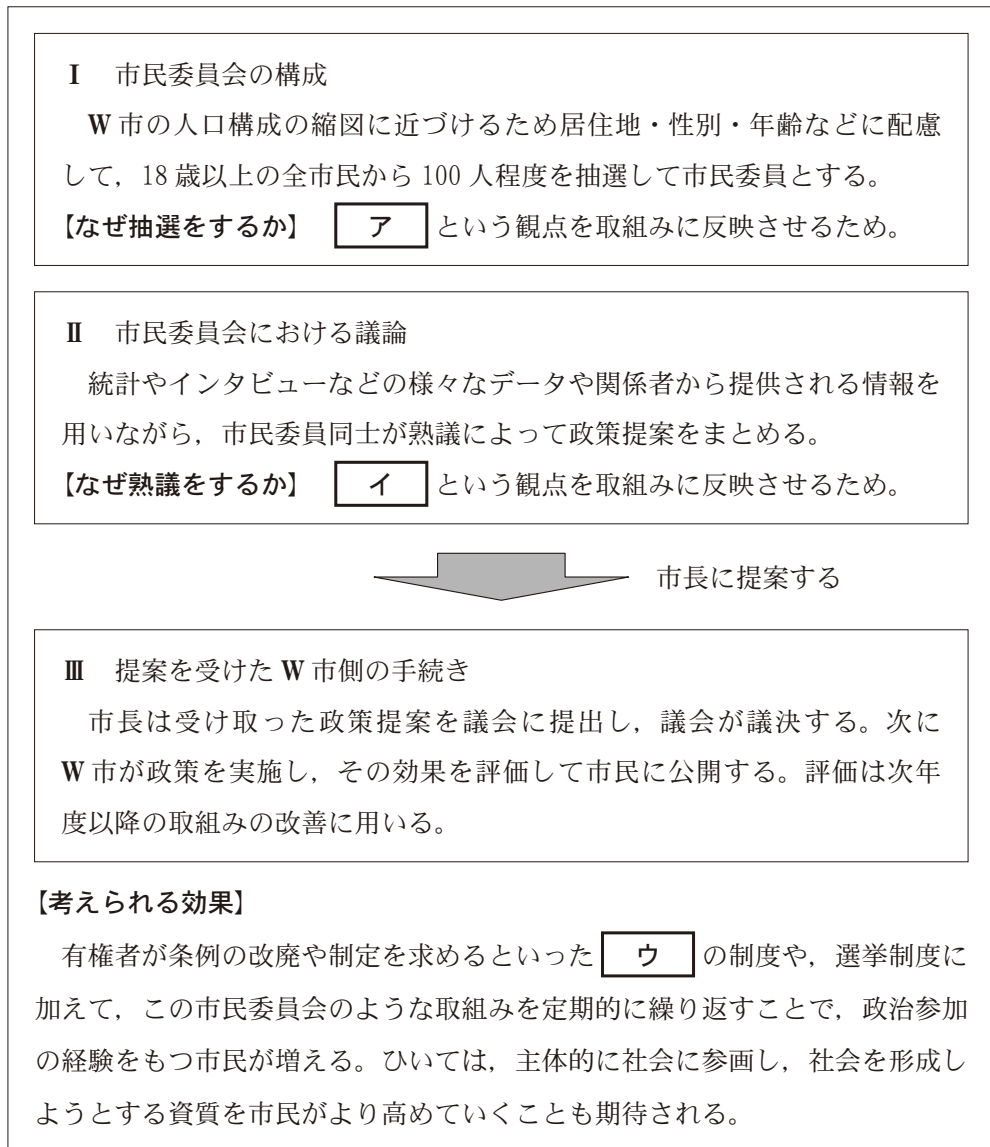 Ⅰ 市民委員会の構成
W市の人口構成の縮図に近づけるため居住地・性別・年齢などに配慮
して，18歳以上の全市民から100人程度を抽選して市民委員とする。
【なぜ抽選をするか】 ア という観点を取組みに反映させるため。
Ⅱ 市民委員会における議論
統計やインタビューなどの様々なデータや関係者から提供される情報を
用いながら，市民委員同士が熟議によって政策提案をまとめる。
【なぜ熟議をするか】 イ という観点を取組みに反映させるため。
市長に提案する
Ⅲ 提案を受けたW市側の手続き
市長は受け取った政策提案を議会に提出し，議会が議決する。次に
W市が政策を実施し，その効果を評価して市民に公開する。評価は次年
度以降の取組みの改善に用いる。
【考えられる効果】
有権者が条例の改廃や制定を求めるといった ウ の制度や，選挙制度に
加えて，この市民委員会のような取組みを定期的に繰り返すことで，政治参加
の経験をもつ市民が増える。ひいては，主体的に社会に参画し，社会を形成し
ようとする資質を市民がより高めていくことも期待される。